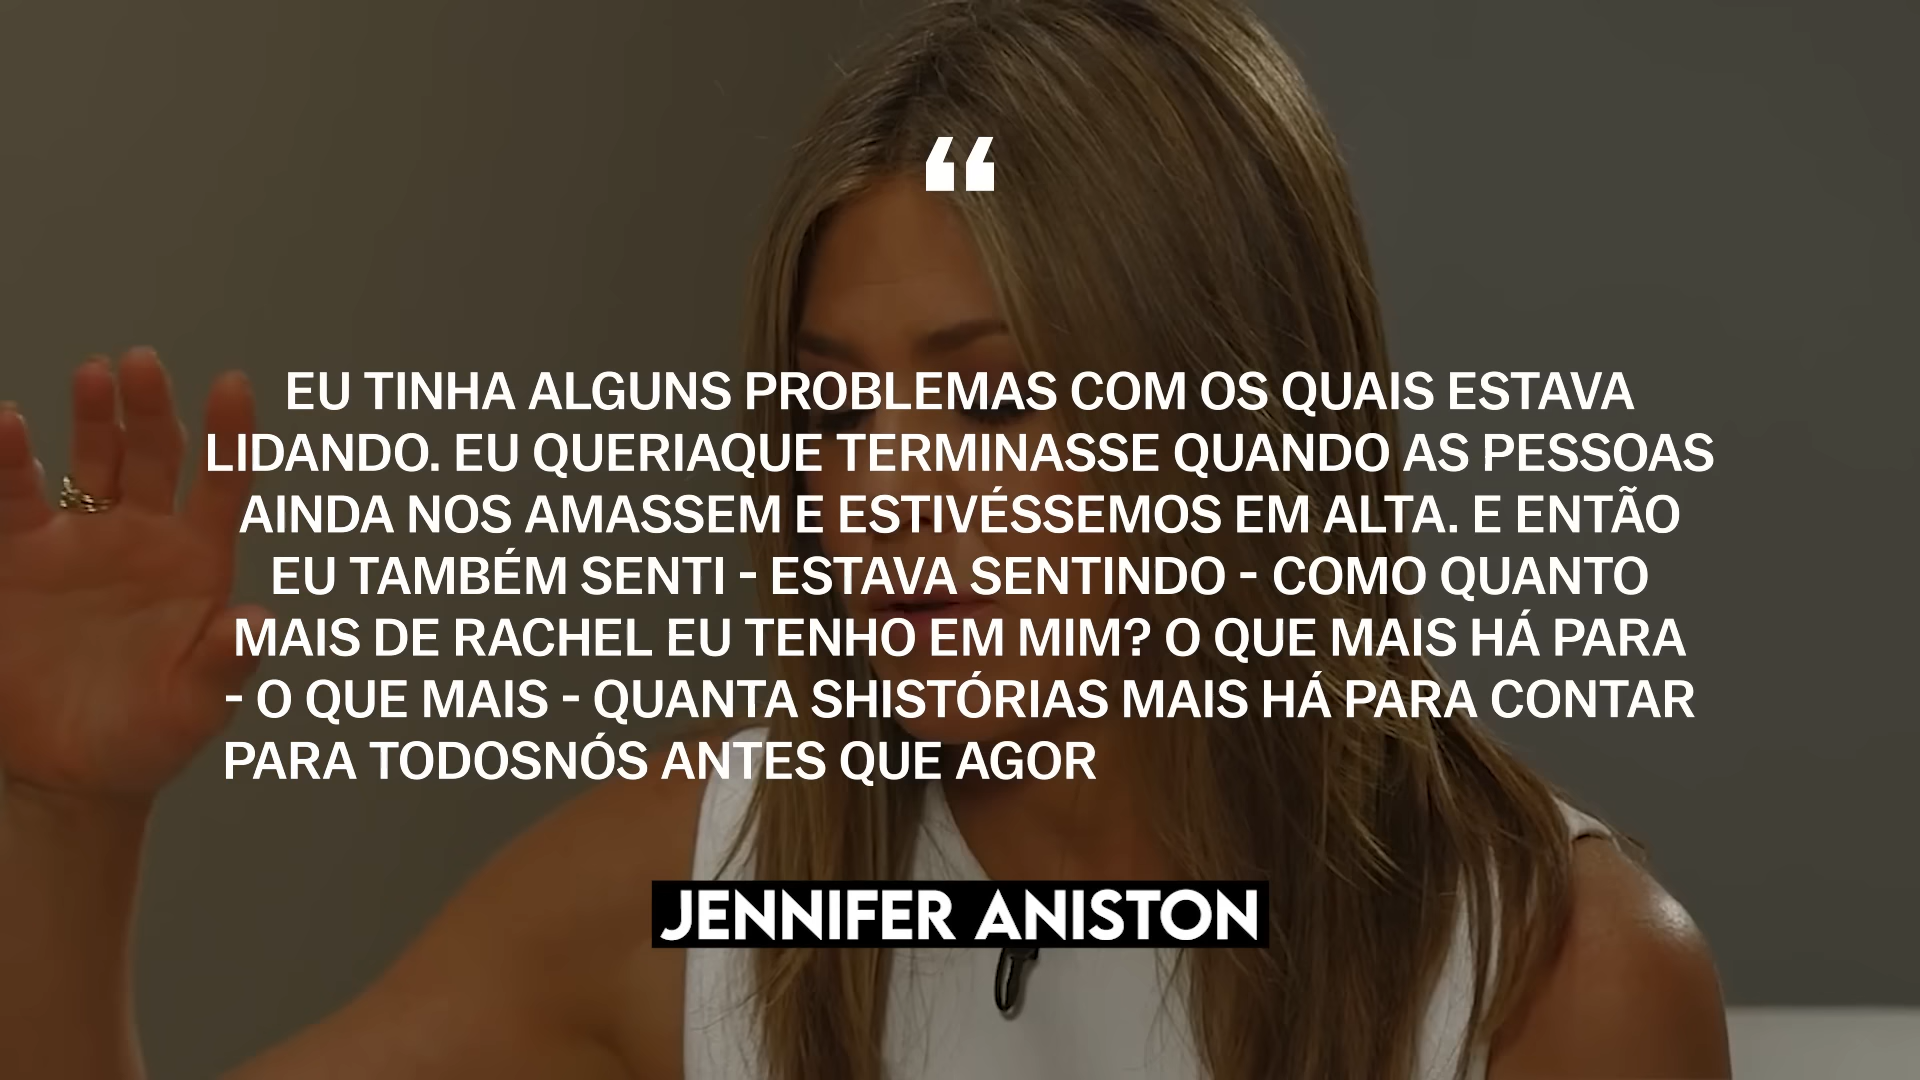 “
EU TINHA ALGUNS PROBLEMAS COM OS QUAIS ESTAVA
LIDANDO. EU QUERIAQUE TERMINASSE QUANDO AS PESSOAS
AINDA NOS AMASSEM E ESTIVÉSSEMOS EM ALTA. E ENTÃO
EU TAMBÉM SENTI - ESTAVA SENTINDO - COMO QUANTO
MAIS DE RACHEL EU TENHO EM MIM? O QUE MAIS HÁ PARA
- O QUE MAIS - QUANTA SHISTÓRIAS MAIS HÁ PARA CONTAR
PARA TODOSNÓS ANTES QUE AGOR
JENNIFER ANISTON